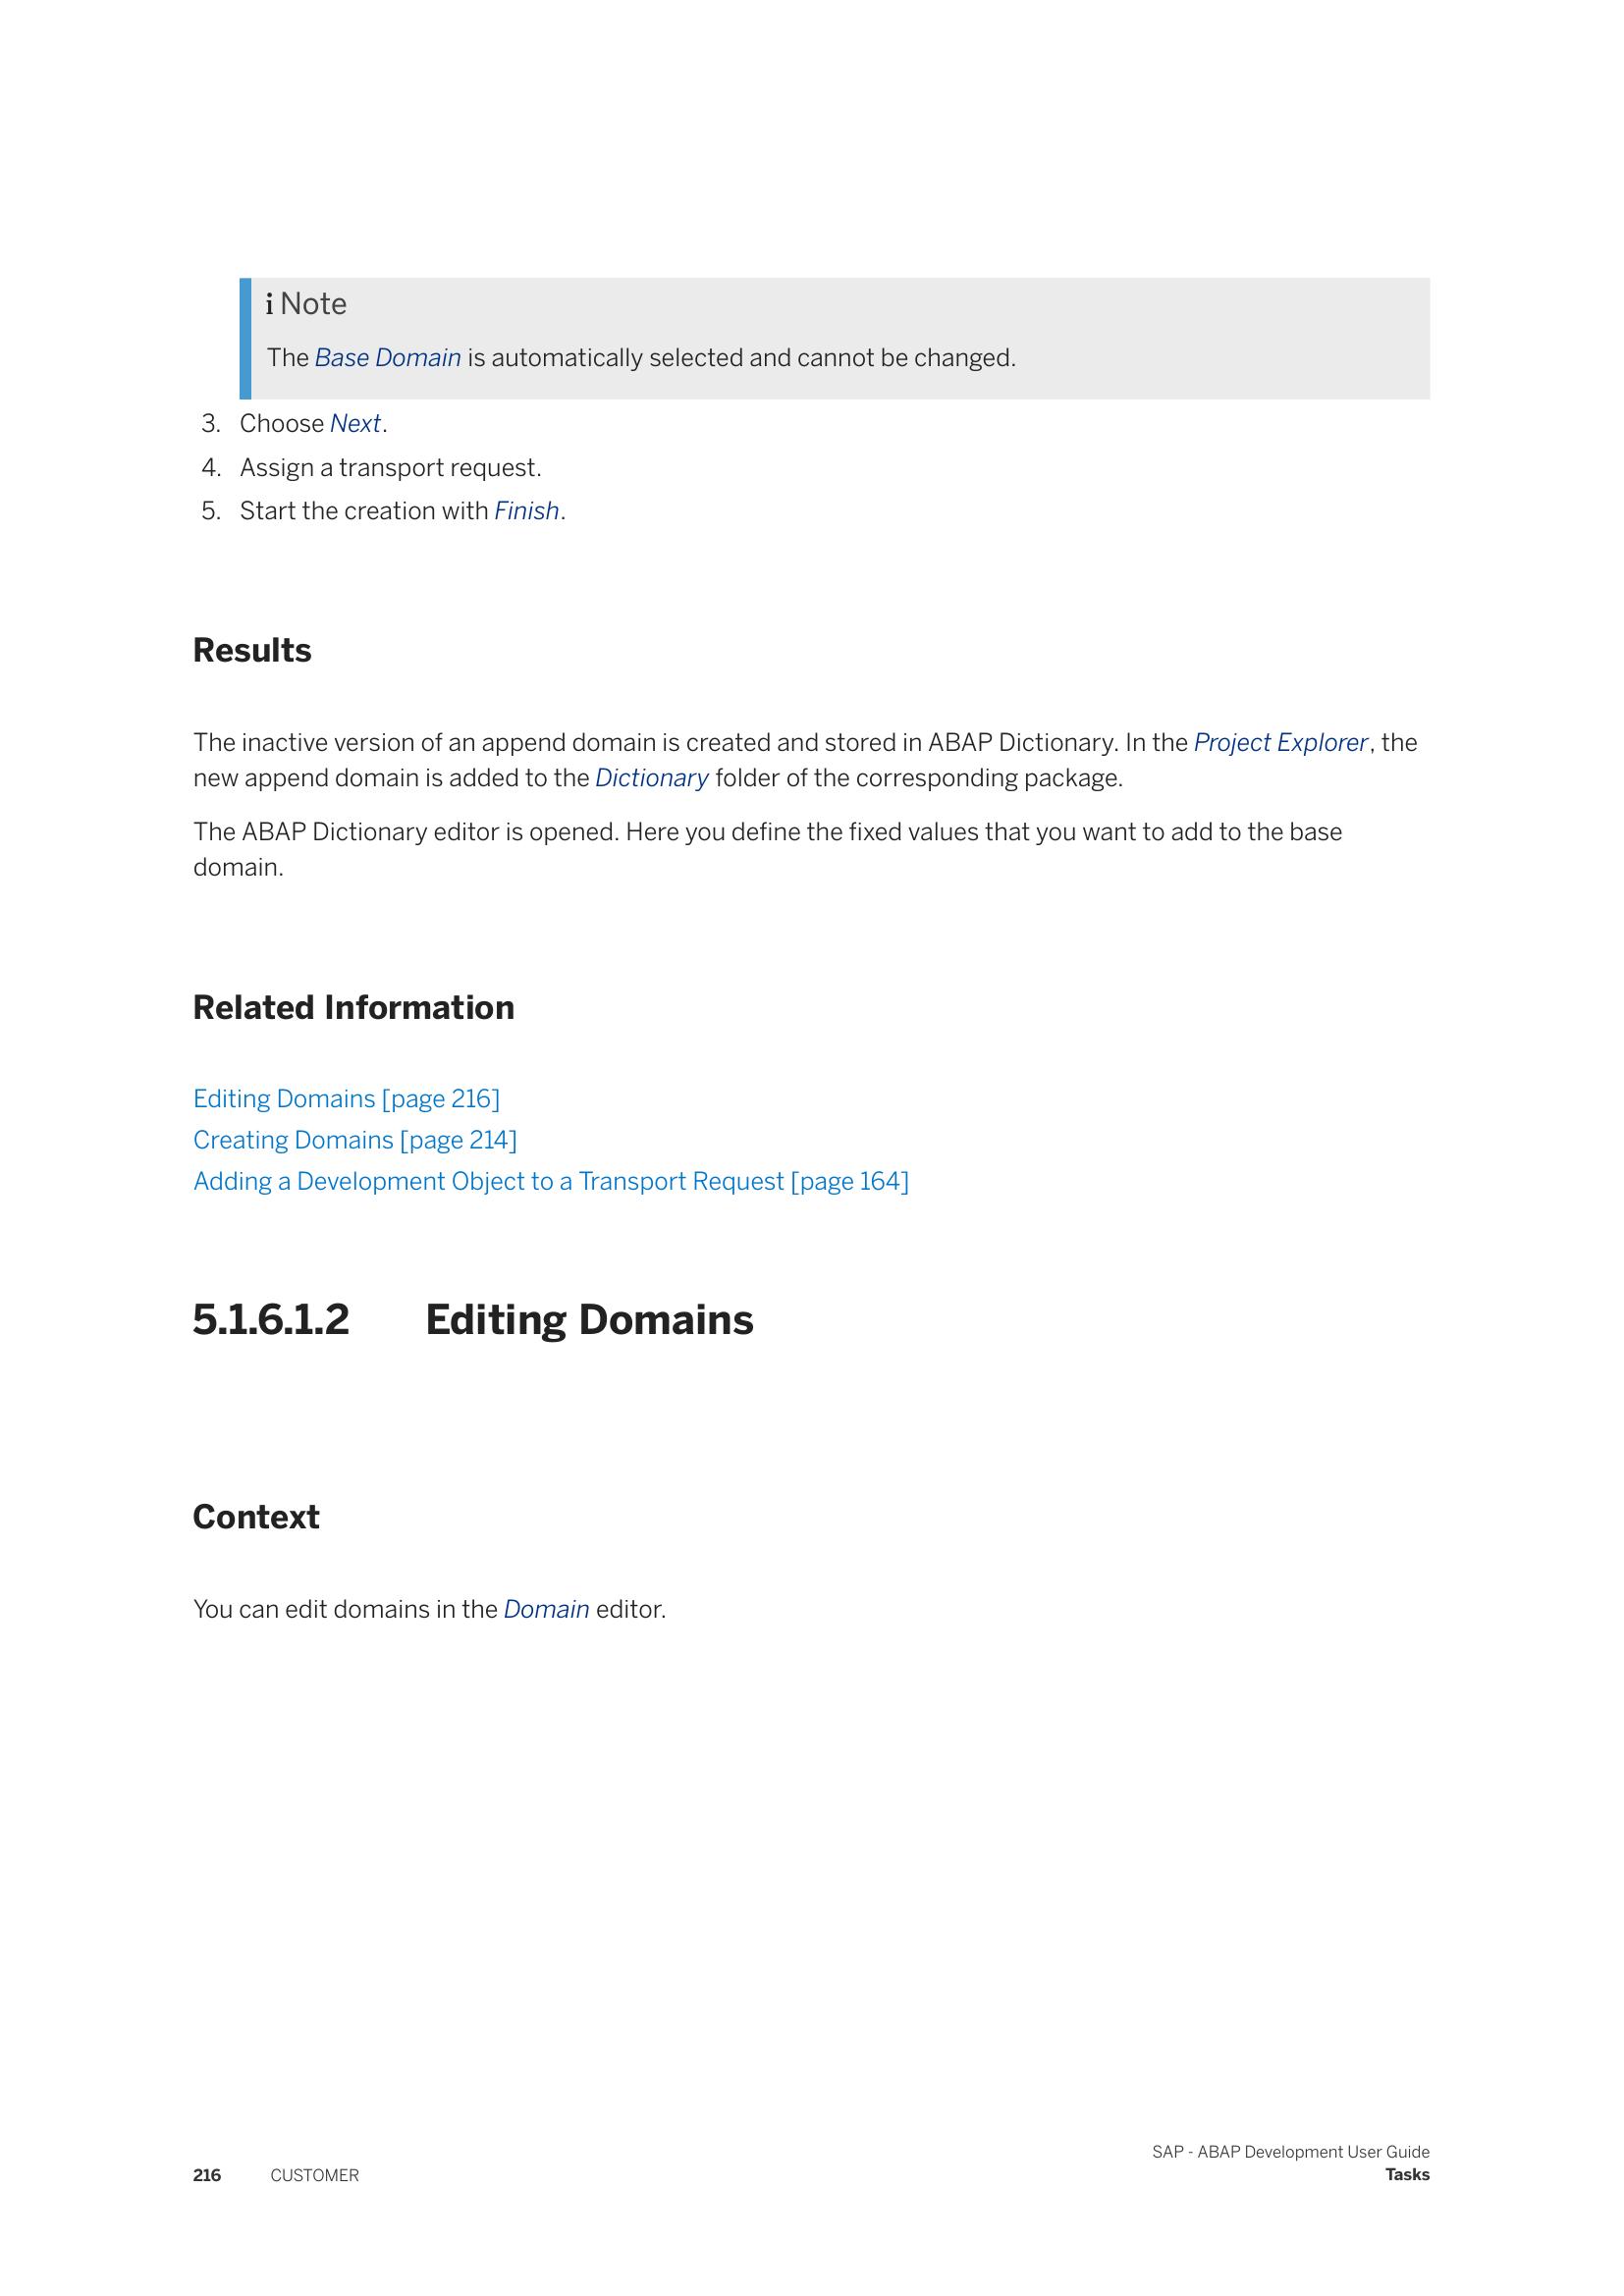 i Note
The Base Domain is automatically selected and cannot be changed.
3. Choose Next.
4. Assign a transport request.
5. Start the creation with Finish.
Results
The inactive version of an append domain is created and stored in ABAP Dictionary. In the Project Explorer, the
new append domain is added to the Dictionary folder of the corresponding package.
The ABAP Dictionary editor is opened. Here you define the fixed values that you want to add to the base
domain.
Related Information
Editing Domains [page 216]
Creating Domains [page 214]
Adding a Development Object to a Transport Request [page 164]
5.1.6.1.2 Editing Domains
Context
You can edit domains in the Domain editor.
SAP - ABAP Development User Guide
216 CUSTOMER Tasks